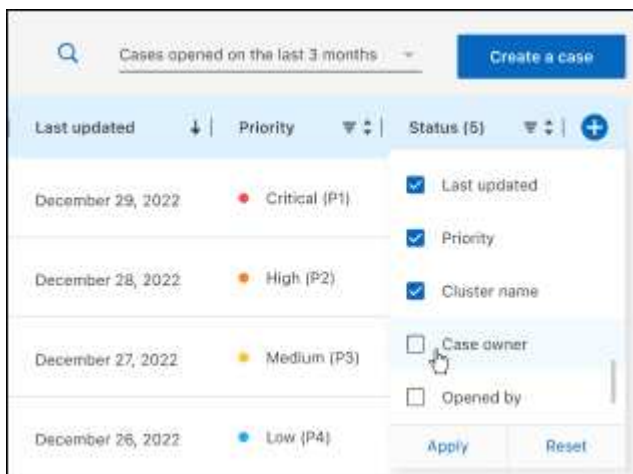 Cases opened on the last 3 months
Create a case
Last updated
Priority
Status (5)
December 29, 2022
Critical (P1)
December 28, 2022
High (P2)
December 27, 2022
Medium (P3)
December 26, 2022
Low (P4)
Last updated
Priority
Cluster name
Case owner
Opened by
Apply
Reset